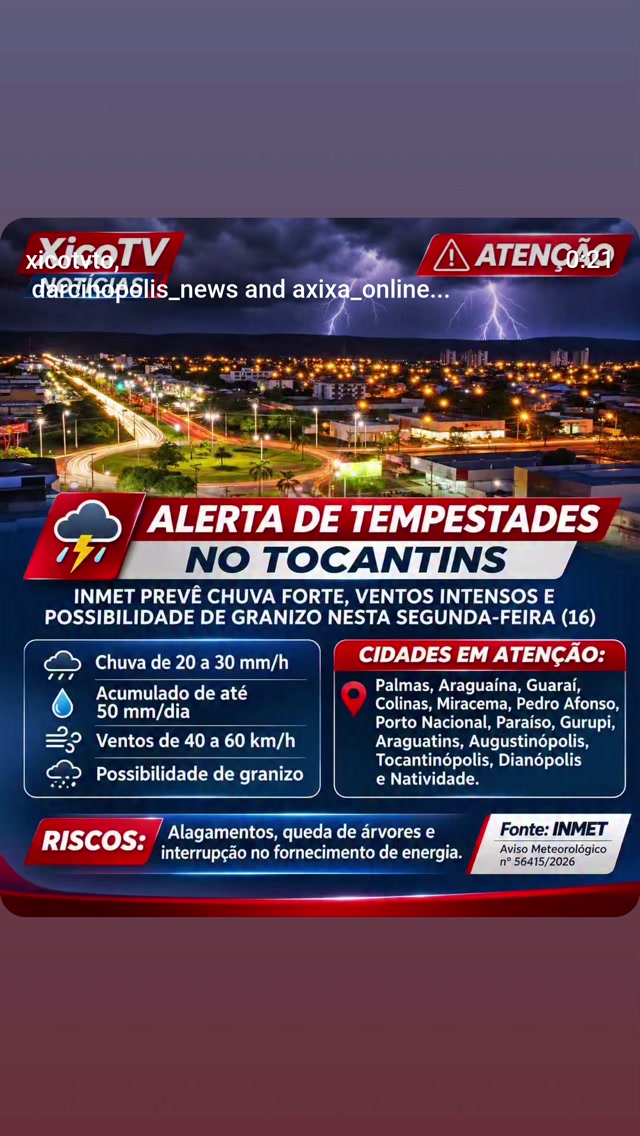 XicoTV
NOTÍCIAS
ATENÇÃO
xicotvto,
darcinopolis_news and axixa_online...
0:21
ALERTA DE TEMPESTADES
NO TOCANTINS
INMET PREVÊ CHUVA FORTE, VENTOS INTENSOS E
POSSIBILIDADE DE GRANIZO NESTA SEGUNDA-FEIRA (16)
Chuva de 20 a 30 mm/h
Acumulado de até
50 mm/dia
Ventos de 40 a 60 km/h
Possibilidade de granizo
CIDADES EM ATENÇÃO:
Palmas, Araguaína, Guaraí,
Colinas, Miracema, Pedro Afonso,
Porto Nacional, Paraíso, Gurupi,
Araguatins, Augustinópolis,
Tocantinópolis, Dianópolis
e Natividade.
RISCOS:
Alagamentos, queda de árvores e
interrupção no fornecimento de energia.
Fonte: INMET
Aviso Meteorológico
nº 56415/2026